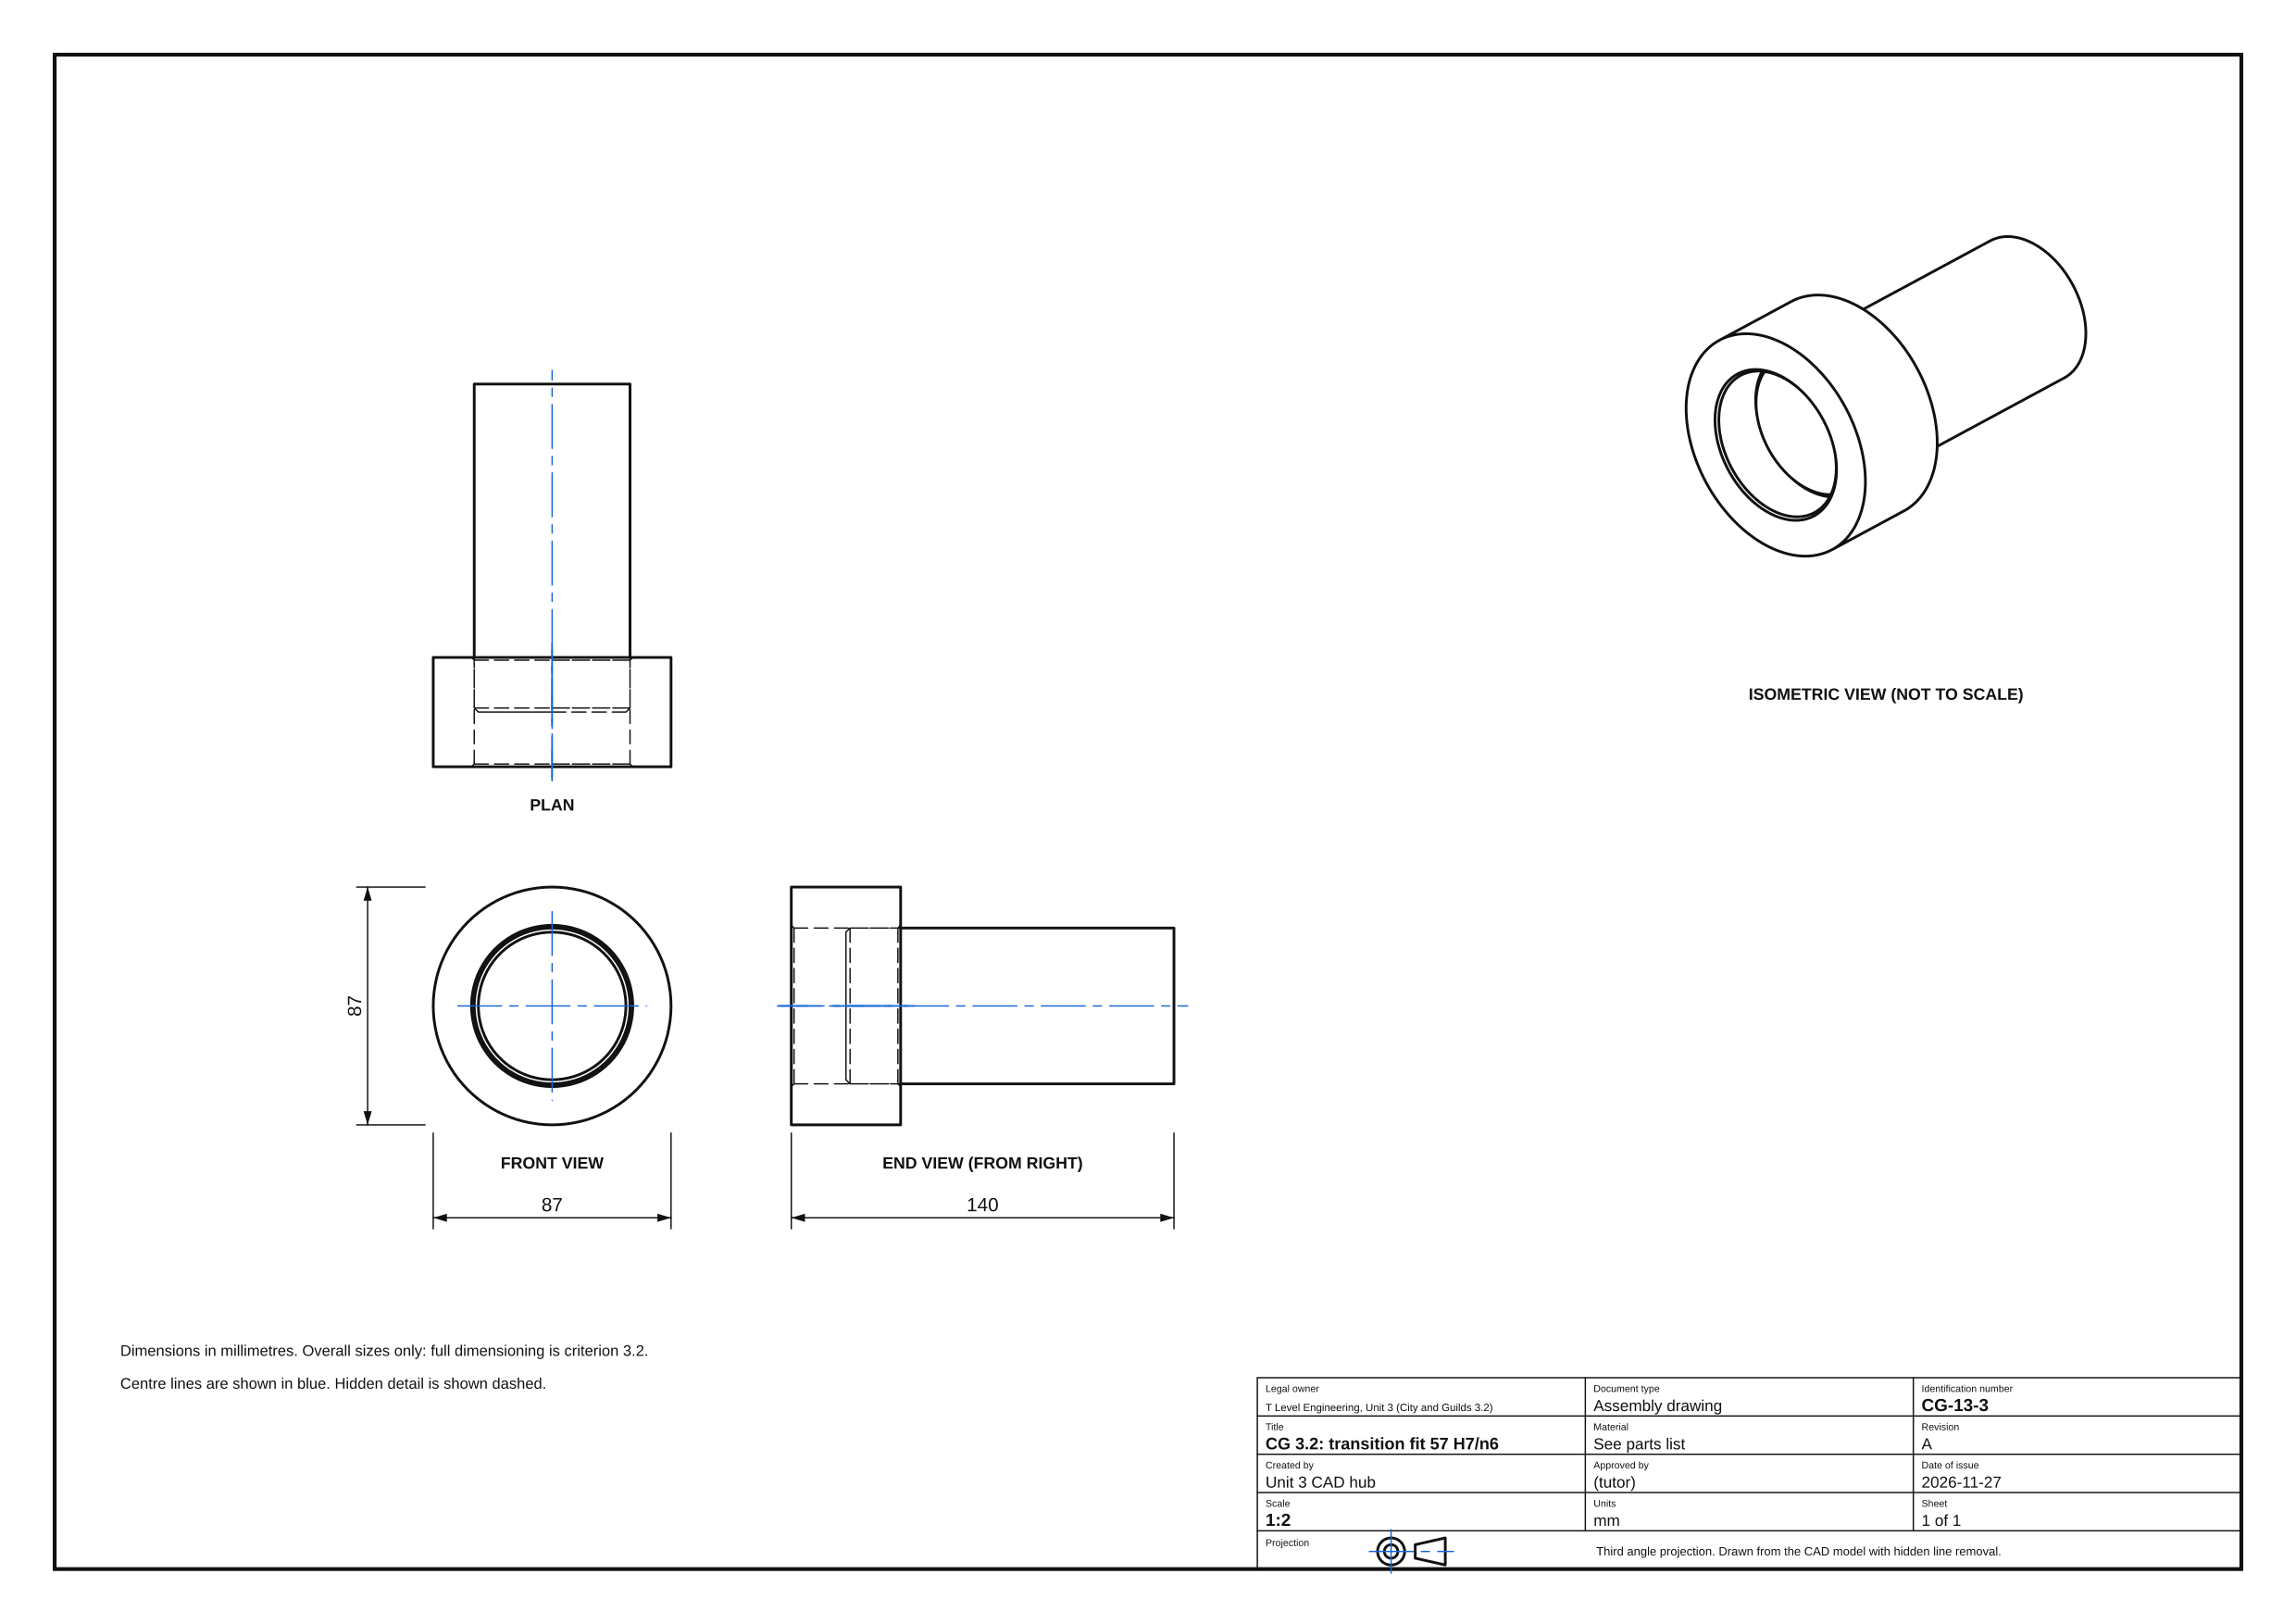 ISOMETRIC VIEW (NOT TO SCALE)
PLAN
87
FRONT VIEW
END VIEW (FROM RIGHT)
87
140
Dimensions in millimetres. Overall sizes only: full dimensioning is criterion 3.2.
Centre lines are shown in blue. Hidden detail is shown dashed.
Legal owner
T Level Engineering, Unit 3 (City and Guilds 3.2)
Document type
Assembly drawing
Identification number
CG-13-3
Title
CG 3.2: transition fit 57 H7/n6
Material
See parts list
Revision
A
Created by
Unit 3 CAD hub
Approved by
(tutor)
Date of issue
2026-11-27
Scale
1:2
Units
mm
Sheet
1 of 1
Projection
Third angle projection. Drawn from the CAD model with hidden line removal.